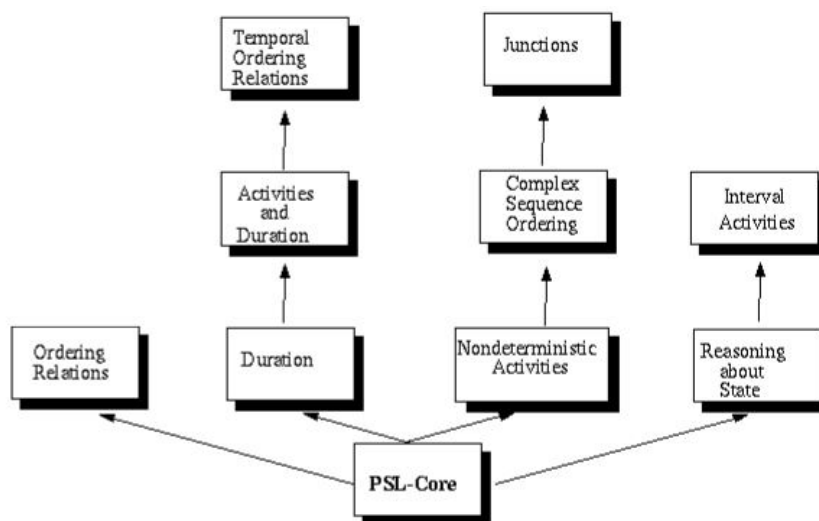 Temporal
Ordering
Relations
Junctions
Activities
and
Duration
Complex
Sequence
Ordering
Interval
Activities
Ordering
Relations
Duration
Nondeterministic
Activities
Reasoning
about
State
PSL-Core